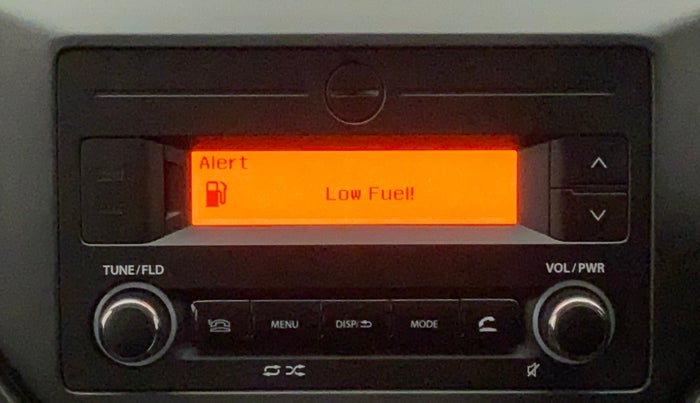 Alert
Low Fuel!
TUNE/FLD
VOL/PWR
MENU
DISP/
MODE